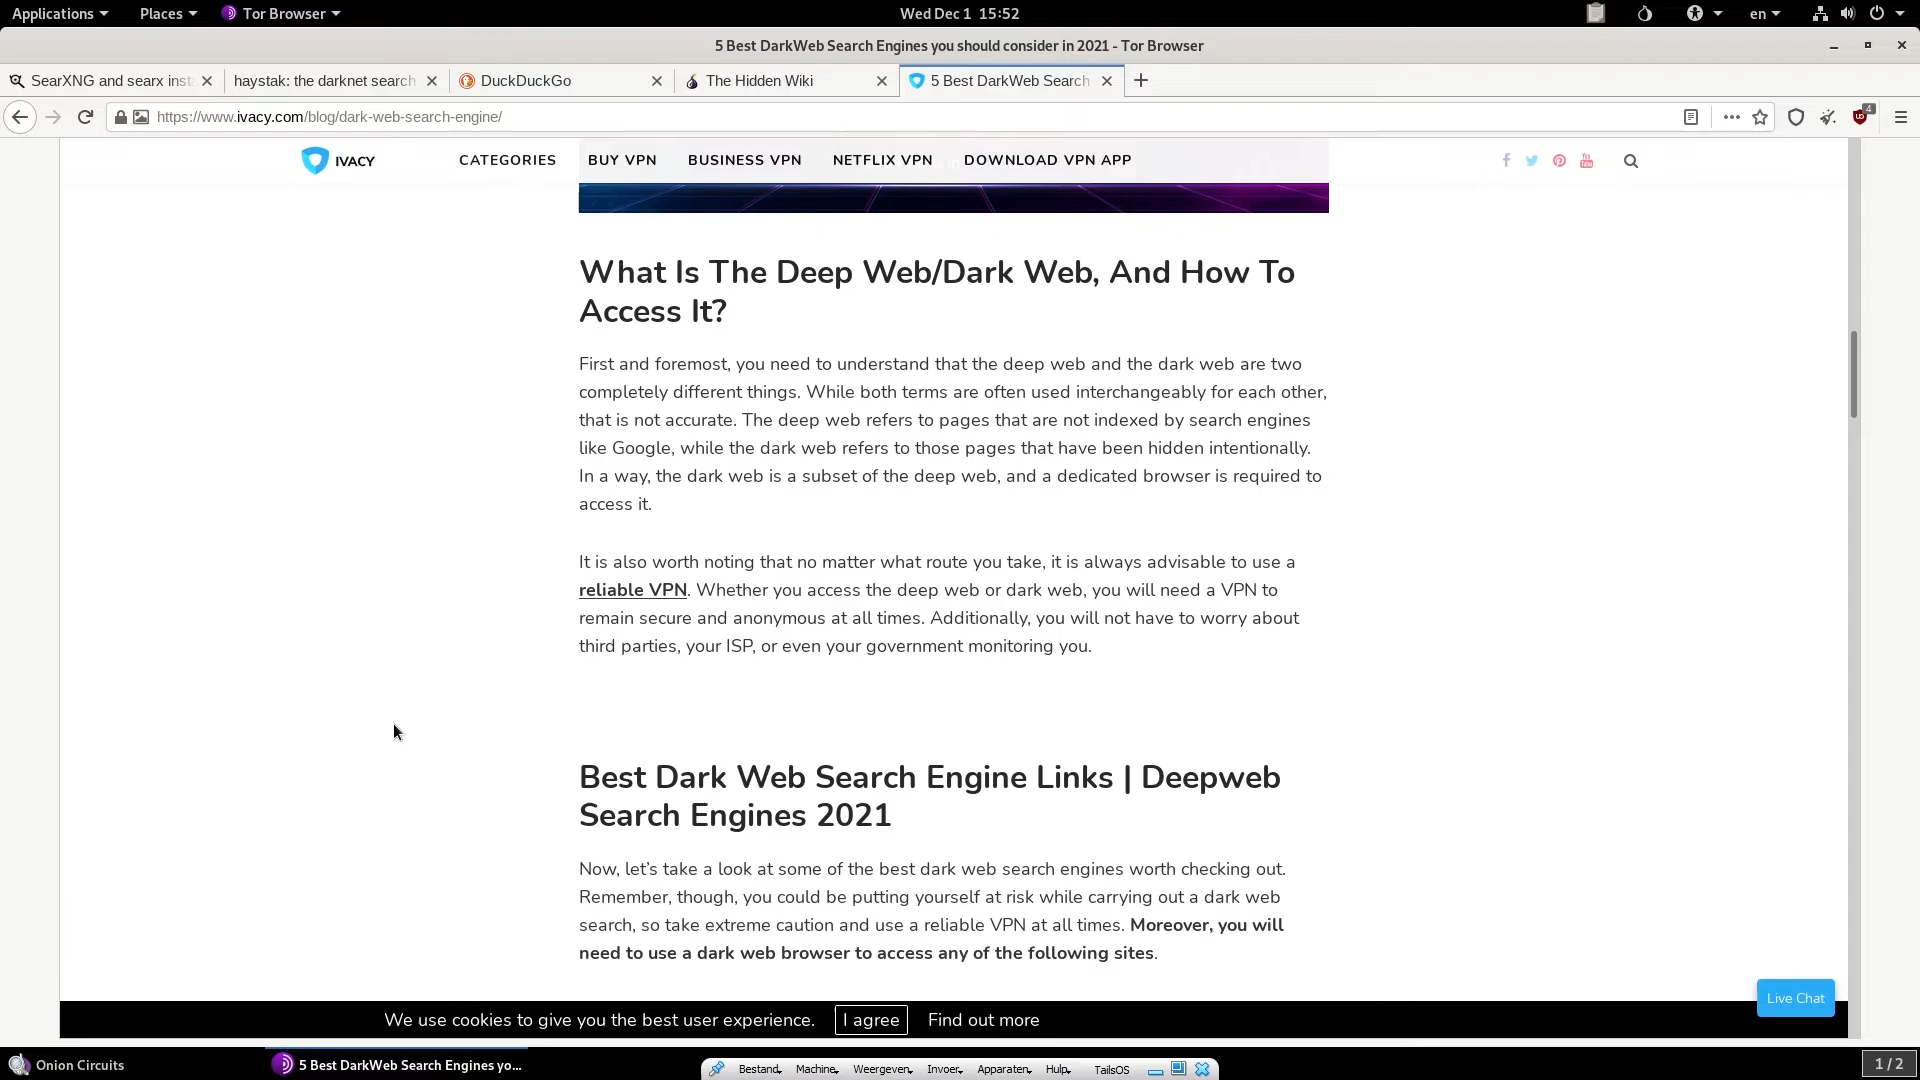 Applications Places Tor Browser Wed Dec 1 15:52 en
5 Best DarkWeb Search Engines you should consider in 2021 - Tor Browser
SearXNG and searx inst haystak: the darknet search DuckDuckGo The Hidden Wiki 5 Best DarkWeb Search
https://www.ivacy.com/blog/dark-web-search-engine/ 4
IVACY CATEGORIES BUY VPN BUSINESS VPN NETFLIX VPN DOWNLOAD VPN APP
What Is The Deep Web/Dark Web, And How To
Access It?
First and foremost, you need to understand that the deep web and the dark web are two
completely different things. While both terms are often used interchangeably for each other,
that is not accurate. The deep web refers to pages that are not indexed by search engines
like Google, while the dark web refers to those pages that have been hidden intentionally.
In a way, the dark web is a subset of the deep web, and a dedicated browser is required to
access it.
It is also worth noting that no matter what route you take, it is always advisable to use a
reliable VPN. Whether you access the deep web or dark web, you will need a VPN to
remain secure and anonymous at all times. Additionally, you will not have to worry about
third parties, your ISP, or even your government monitoring you.
Best Dark Web Search Engine Links | Deepweb
Search Engines 2021
Now, let's take a look at some of the best dark web search engines worth checking out.
Remember, though, you could be putting yourself at risk while carrying out a dark web
search, so take extreme caution and use a reliable VPN at all times. Moreover, you will
need to use a dark web browser to access any of the following sites.
Live Chat
We use cookies to give you the best user experience. I agree Find out more
Onion Circuits 5 Best DarkWeb Search Engines yo... Bestand Machine Weergeven Invoer Apparaten Hulp TailsOS 1 / 2